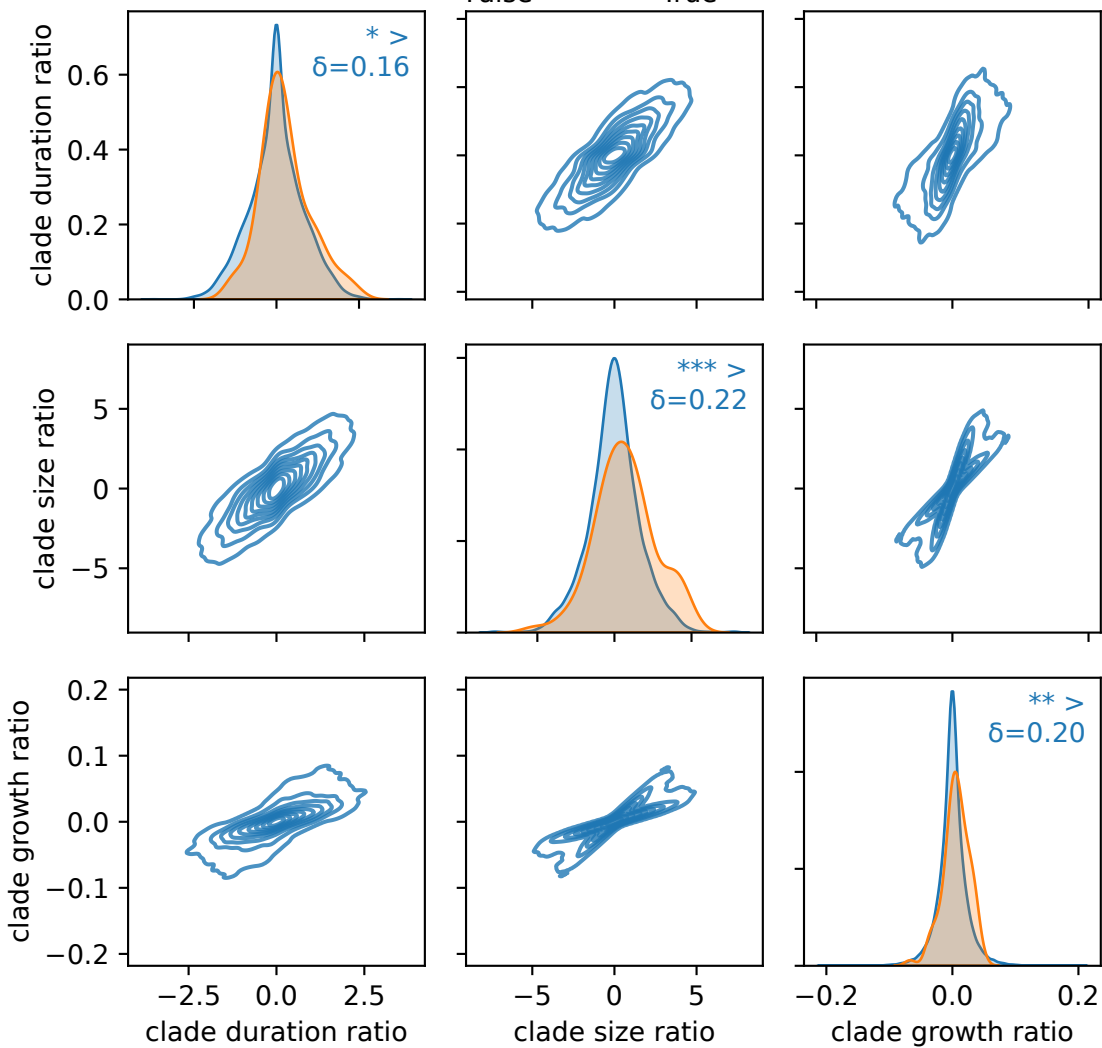 False True
clade duration ratio
0.6
0.4
0.2
0.0
* >
δ=0.16
clade size ratio
5
0
−5
*** >
δ=0.22
clade growth ratio
0.2
0.1
0.0
−0.1
−0.2
** >
δ=0.20
−2.5 0.0 2.5
−5 0 5
−0.2 0.0 0.2
clade duration ratio
clade size ratio
clade growth ratio